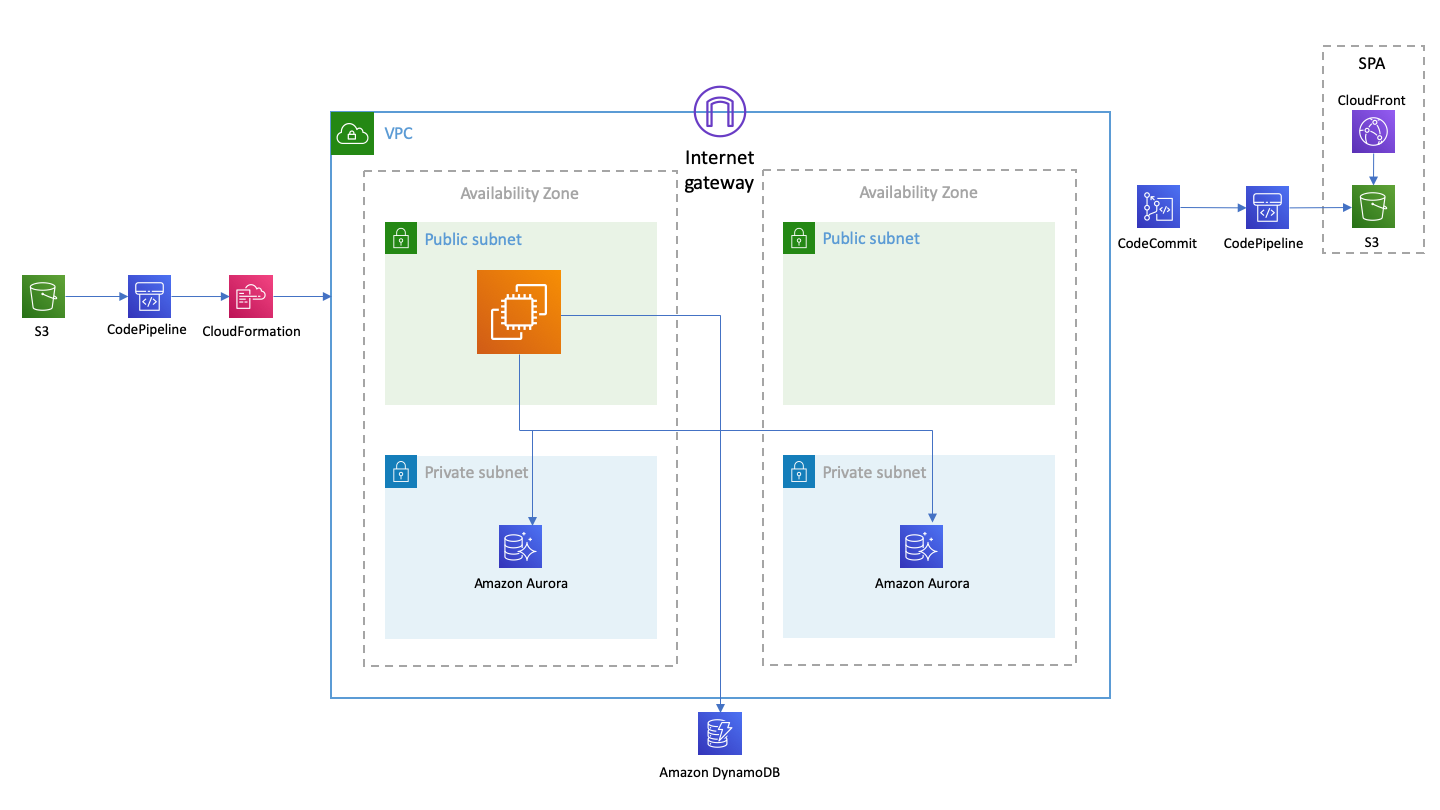 SPA
CloudFront
VPC
Internet
gateway
Availability Zone
Availability Zone
Public subnet
Public subnet
CodeCommit
CodePipeline
S3
S3
CodePipeline
CloudFormation
Private subnet
Private subnet
Amazon Aurora
Amazon Aurora
Amazon DynamoDB